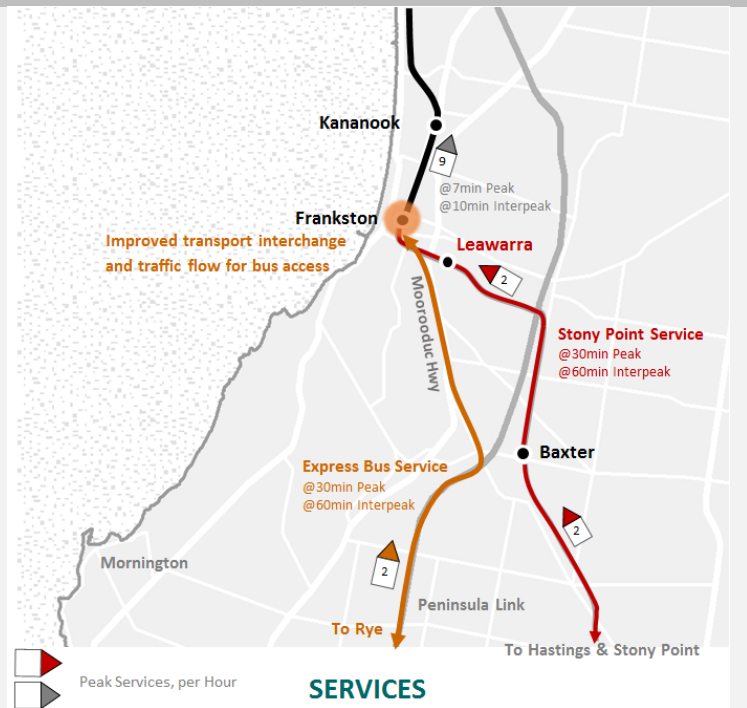 Kananook
9
@7min Peak
@10min Interpeak
Frankston
Improved transport interchange
and traffic flow for bus access
Leawarra
2
Moorooduc Hwy
Stony Point Service
@30min Peak
@60min Interpeak
Baxter
Express Bus Service
@30min Peak
@60min Interpeak
2
2
Mornington
Peninsula Link
To Rye
To Hastings & Stony Point
Peak Services, per Hour
SERVICES